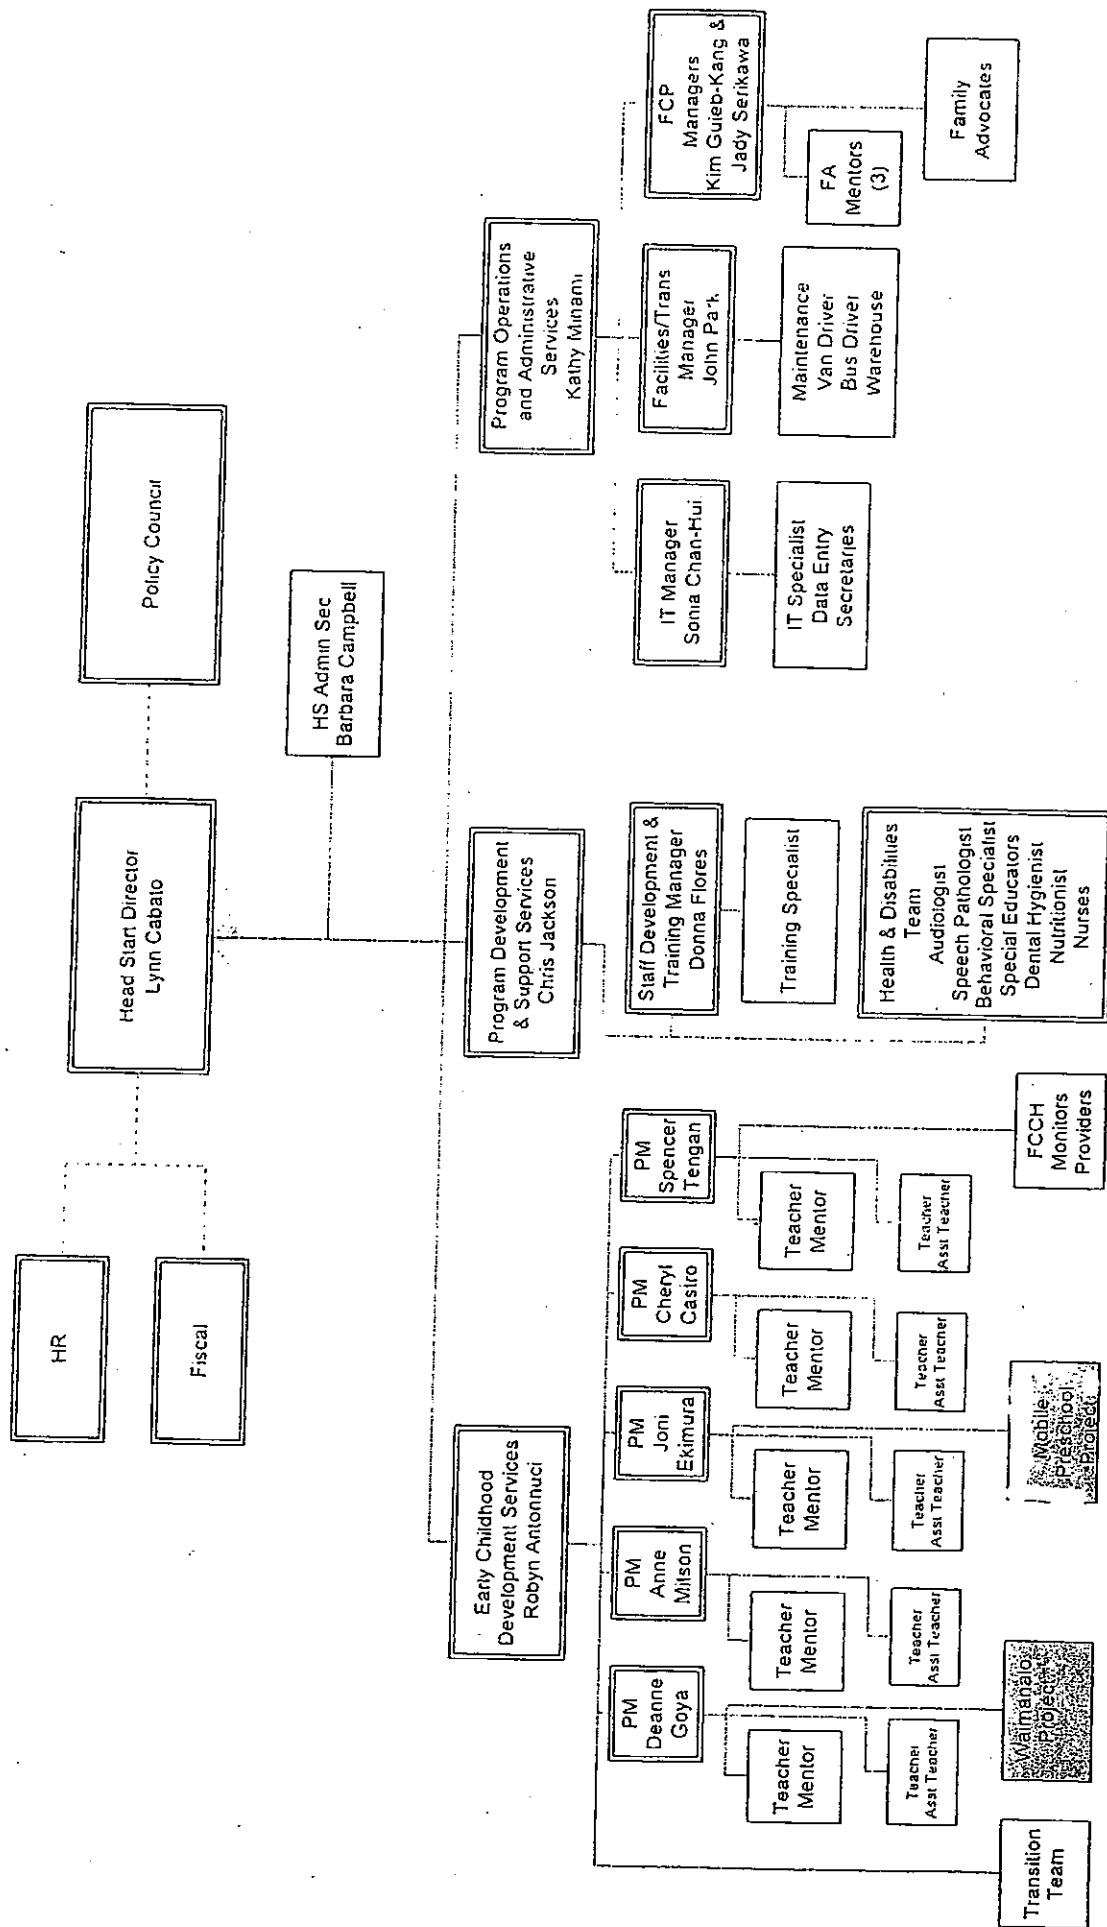 Policy Council
Head Start Director
Lynn Cabato
HR
Fiscal
HS Admin Sec
Barbara Campbell
Early Childhood
Development Services
Robyn Antonnuci
Program Development
& Support Services
Chris Jackson
Program Operations
and Administrative
Services
Kathy Minami
PM
Deanne
Goya
PM
Anne
Milson
PM
Joni
Ekimura
PM
Cheryl
Castro
PM
Spencer
Tengan
Staff Development &
Training Manager
Donna Flores
IT Manager
Sonia Chan-Hui
Facilities/Trans
Manager
John Park
FCP
Managers
Kim Guieb-Kang &
Jady Serikawa
Teacher
Mentor
Teacher
Mentor
Teacher
Mentor
Teacher
Mentor
Teacher
Mentor
Training Specialist
IT Specialist
Data Entry
Secretaries
Maintenance
Van Driver
Bus Driver
Warehouse
FA
Mentors
(3)
Teacher
Asst Teacher
Teacher
Asst Teacher
Teacher
Asst Teacher
Teacher
Asst Teacher
Teacher
Asst Teacher
Health & Disabilities
Team
Audiologist
Speech Pathologist
Behavioral Specialist
Special Educators
Dental Hygienist
Nutritionist
Nurses
Family
Advocates
Transition
Team
Waimanalo
Project
Mobile
Preschool
Project
FCCH
Monitors
Providers